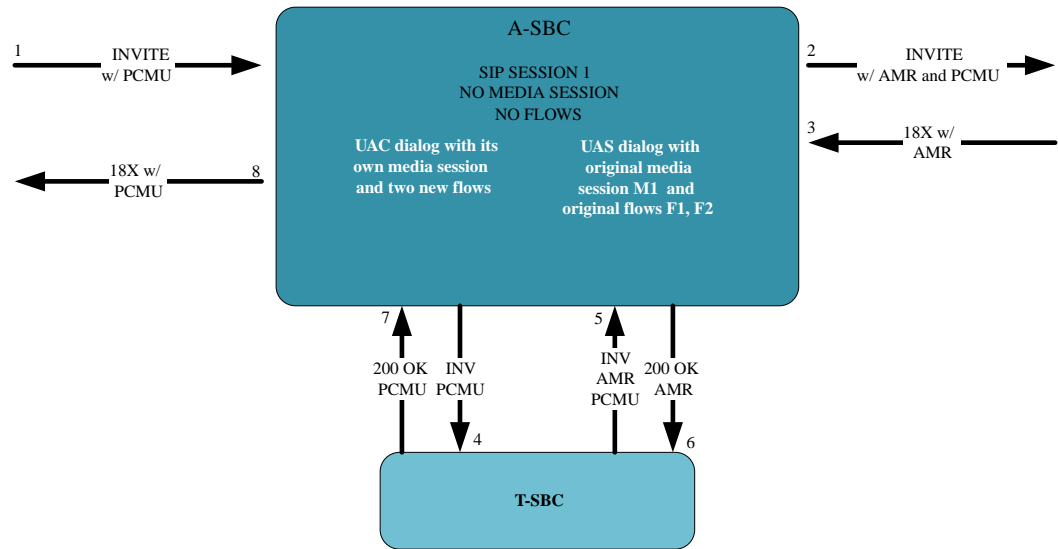 A-SBC
1
INVITE
w/ PCMU
2
INVITE
w/ AMR and PCMU
SIP SESSION 1
NO MEDIA SESSION
NO FLOWS
3
18X w/
AMR
UAC dialog with its
own media session
and two new flows
UAS dialog with
original media
session M1 and
original flows F1, F2
18X w/
PCMU
8
7
200 OK
PCMU
INV
PCMU
4
5
INV
AMR
PCMU
200 OK
AMR
6
T-SBC